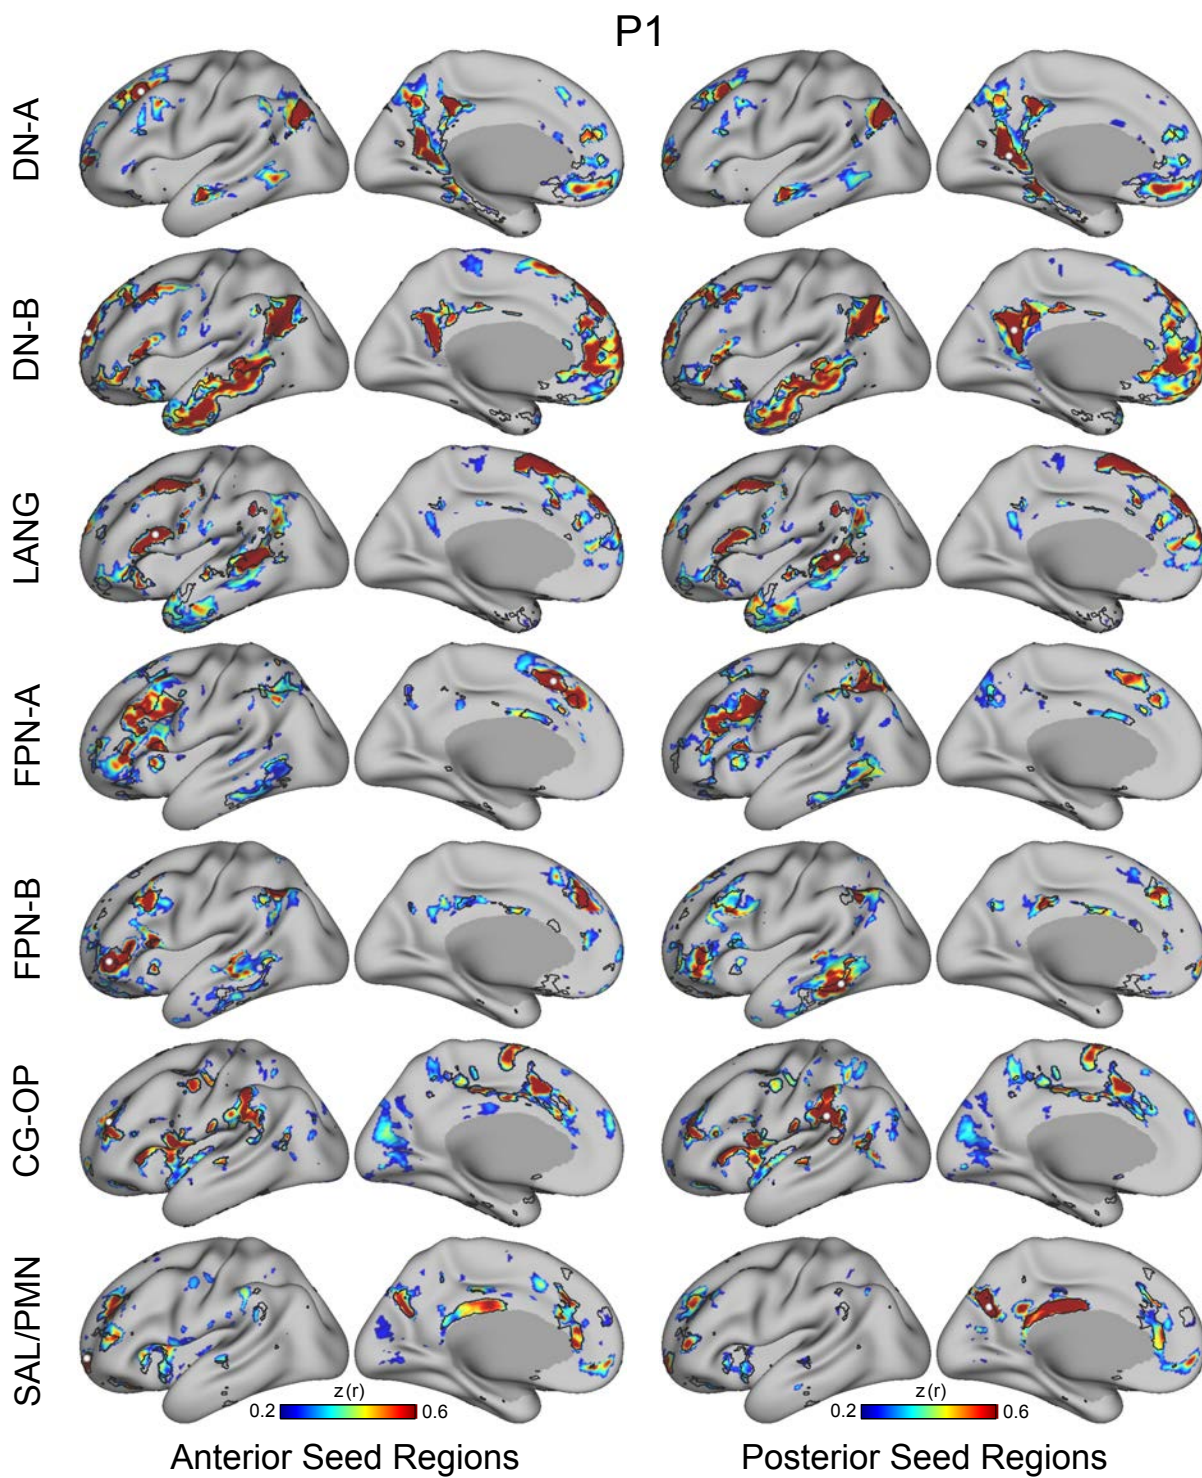 P1
DN-A
DN-B
LANG
FPN-A
FPN-B
CG-OP
SAL/PMN
z(r)
0.2 0.6
z(r)
0.2 0.6
Anterior Seed Regions
Posterior Seed Regions